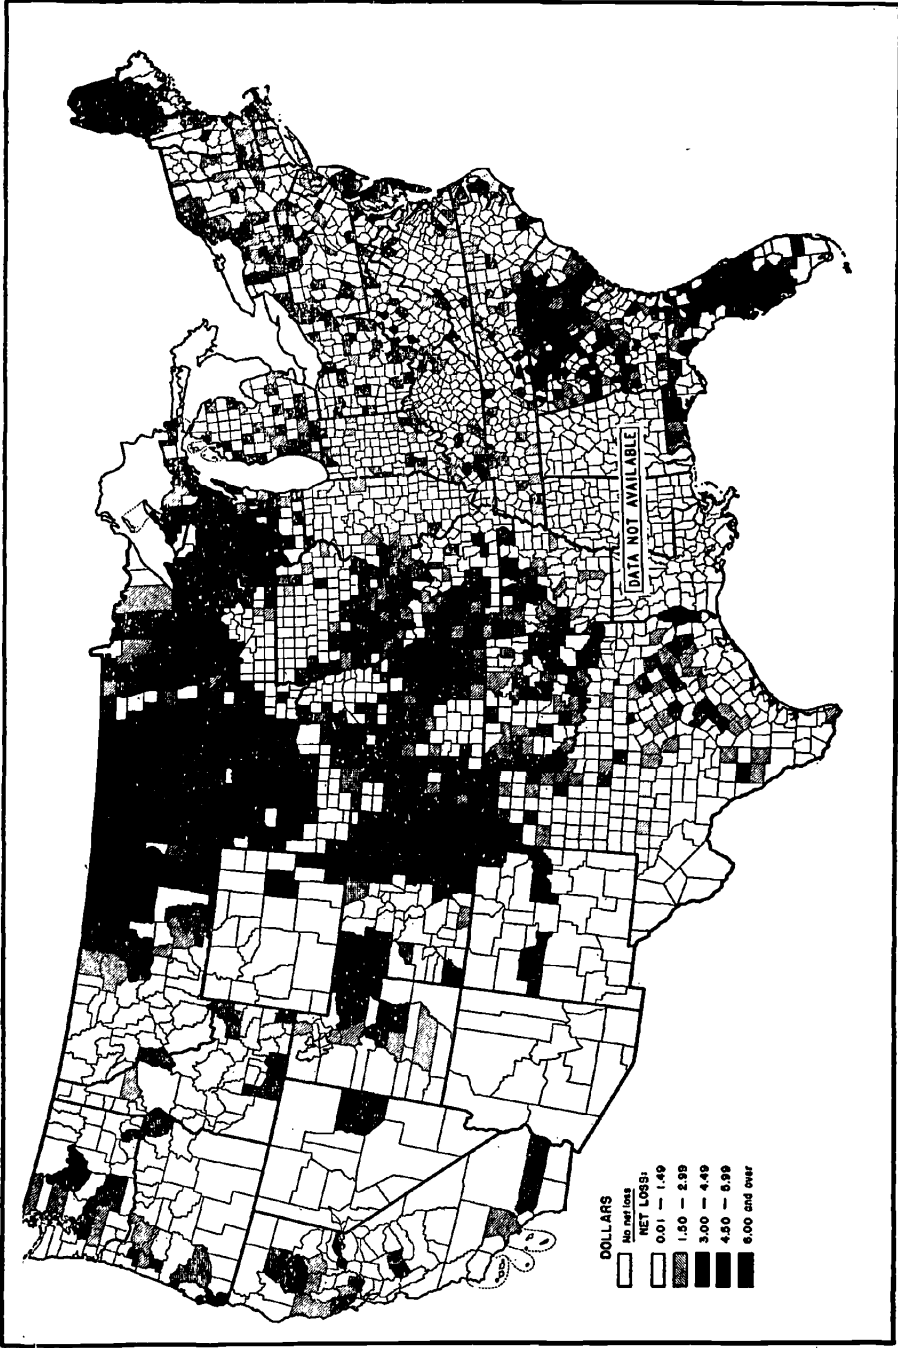 DATA NOT AVAILABLE
DOLLARS
No net loss
NET LOSS:
0.01 — 1.49
1.50 — 2.99
3.00 — 4.49
4.50 — 5.99
6.00 and over